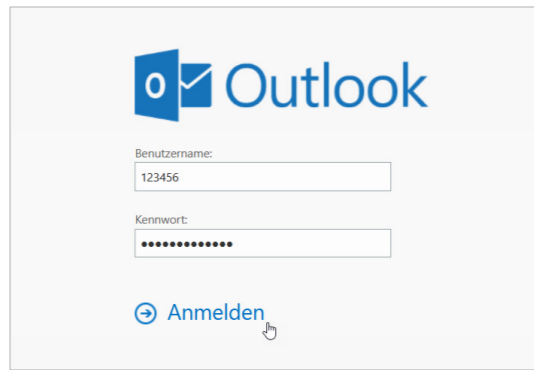 Outlook
Benutzername:
123456
Kennwort:
•••••••••••••
Anmelden